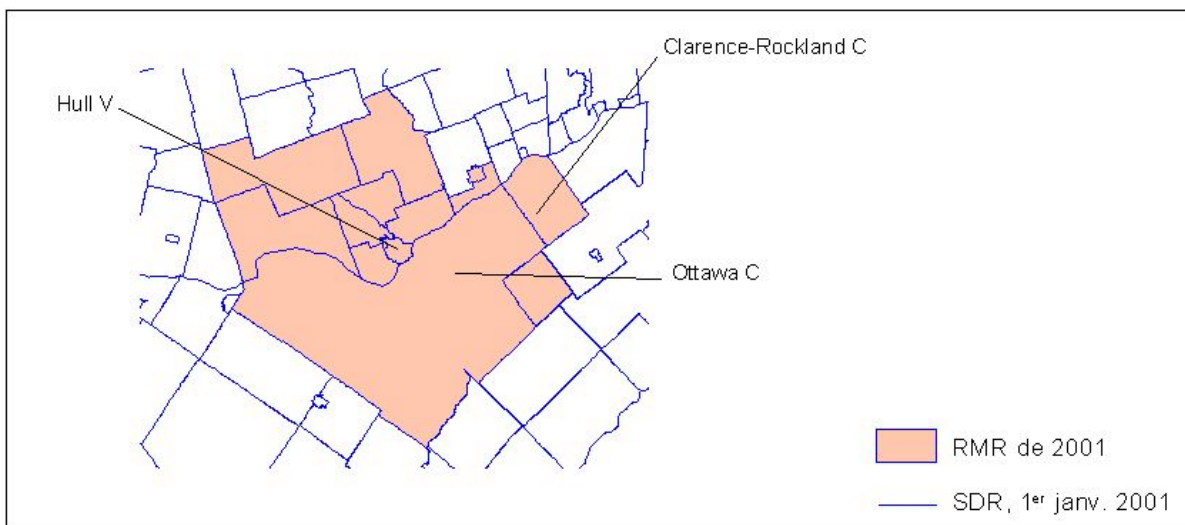 Clarence-Rockland C
Hull V
Ottawa C
RMR de 2001
SDR, 1er janv. 2001